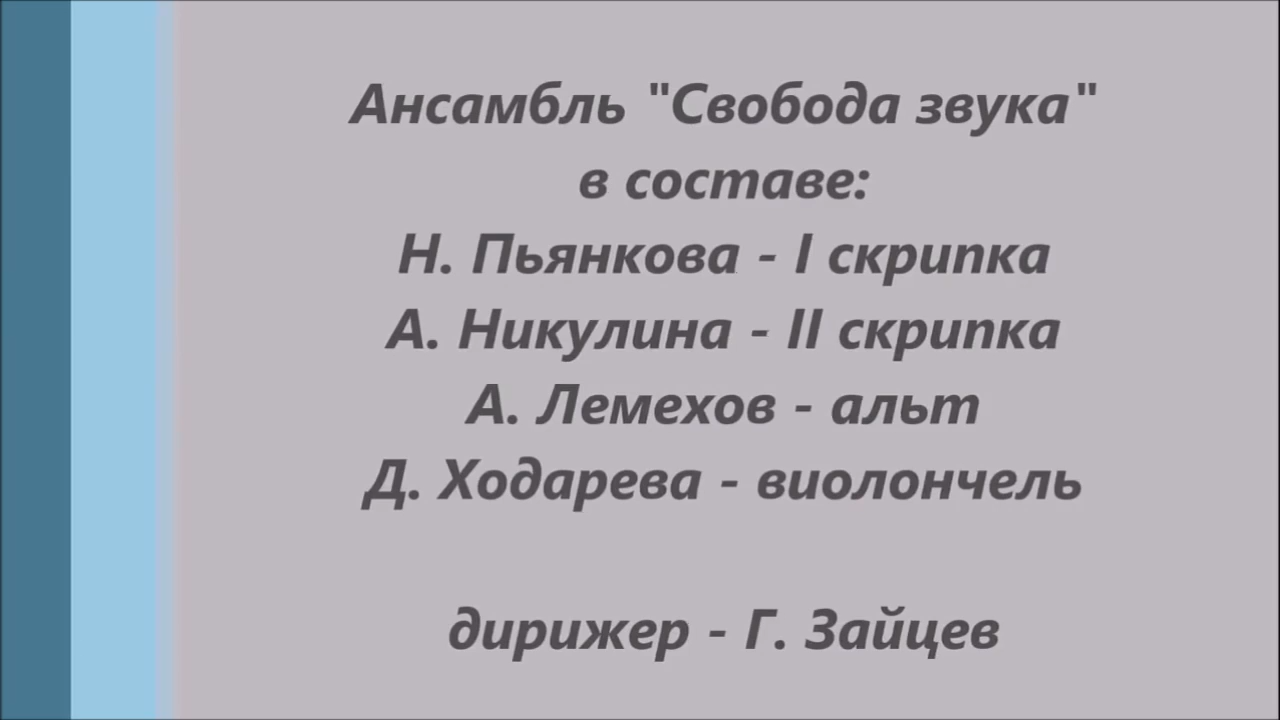 Ансамбль "Свобода звука"
в составе:
Н. Пьянкова - I скрипка
А. Никулина - II скрипка
А. Лемехов - альт
Д. Ходарева - виолончель
дирижер - Г. Зайцев